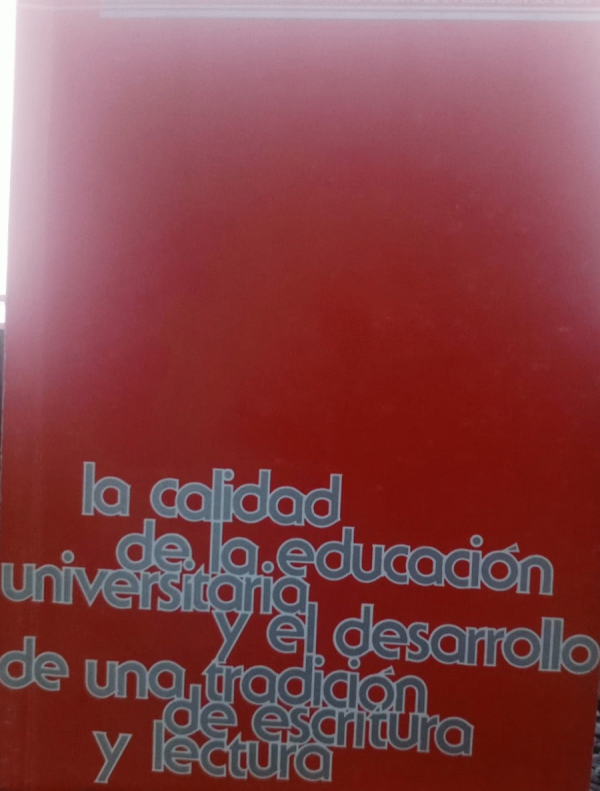 la calidad
de la educación
universitaria
y el desarrollo
de una tradición
de escritura
y lectura